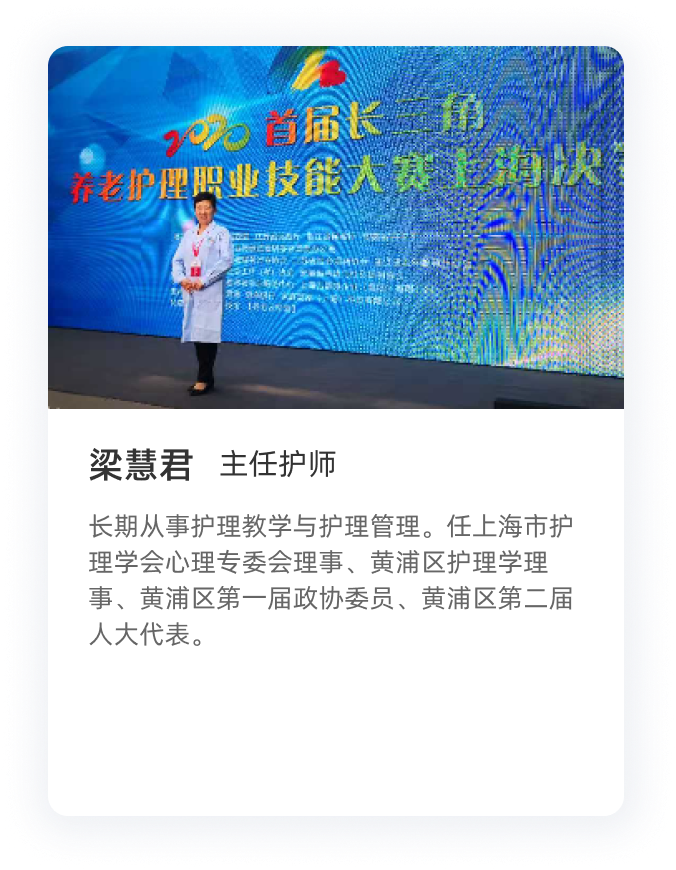 2020 首届长三角
养老护理职业技能大赛上海决赛
梁慧君 主任护师
长期从事护理教学与护理管理。任上海市护
理学会心理专委会理事、黄浦区护理学理
事、黄浦区第一届政协委员、黄浦区第二届
人大代表。